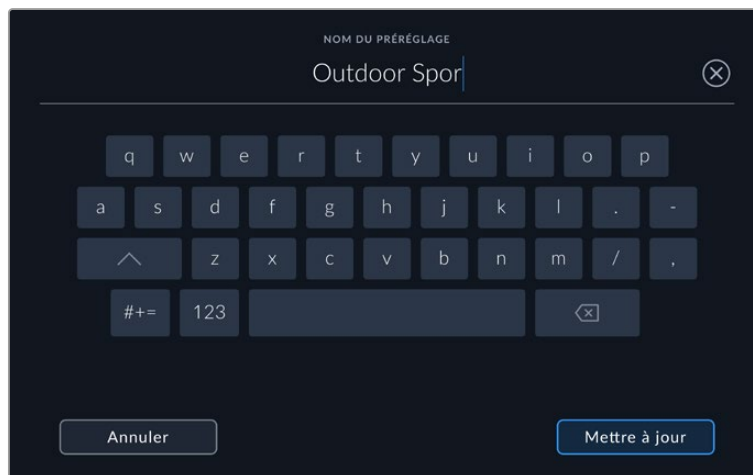 NOM DU PRÉRÉGLAGE
Outdoor Spor
q w e r t y u i o p
a s d f g h j k l . -
z x c v b n m / ,
#+= 123
Annuler Mettre à jour